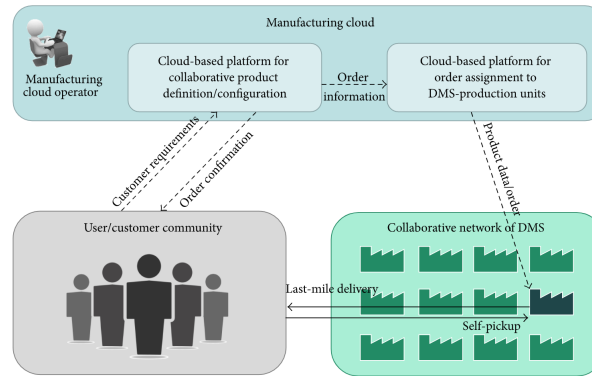 Manufacturing cloud
Manufacturing
cloud operator
Cloud-based platform for
collaborative product
definition/configuration
Order
information
Cloud-based platform for
order assignment to
DMS-production units
Customer requirements
Order confirmation
Product data/order
User/customer community
Collaborative network of DMS
Last-mile delivery
Self-pickup